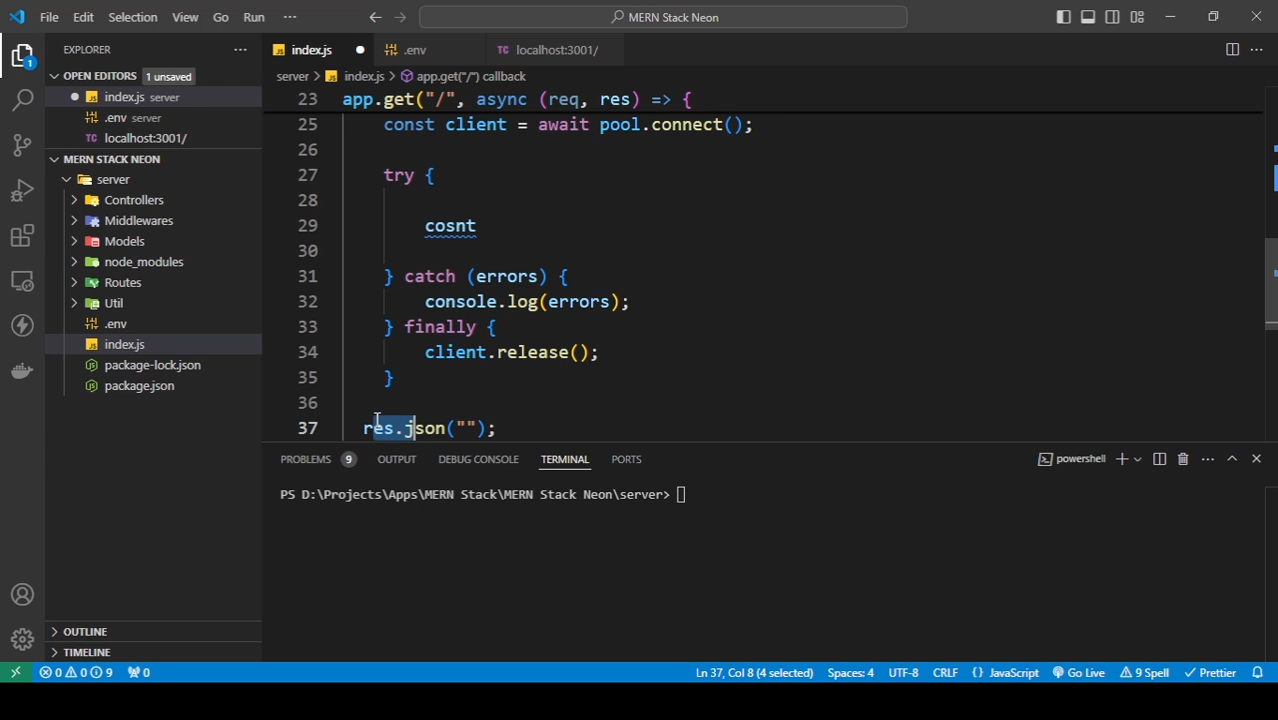 File Edit Selection View Go Run ··· MERN Stack Neon
EXPLORER
OPEN EDITORS 1 unsaved
index.js server
.env server
TC localhost:3001/
MERN STACK NEON
server
Controllers
Middlewares
Models
node_modules
Routes
Util
.env
index.js
package-lock.json
package.json
OUTLINE
TIMELINE
index.js .env TC localhost:3001/
server > index.js > app.get("/") callback
23 app.get("/", async (req, res) => {
25 const client = await pool.connect();
26
27 try {
28
29 cosnt
30
31 } catch (errors) {
32 console.log(errors);
33 } finally {
34 client.release();
35 }
36
37 res.json("");
PROBLEMS 9 OUTPUT DEBUG CONSOLE TERMINAL PORTS powershell
PS D:\Projects\Apps\MERN Stack\MERN Stack Neon\server>
0 0 9 0 Ln 37, Col 8 (4 selected) Spaces: 4 UTF-8 CRLF {} JavaScript Go Live 9 Spell Prettier
1